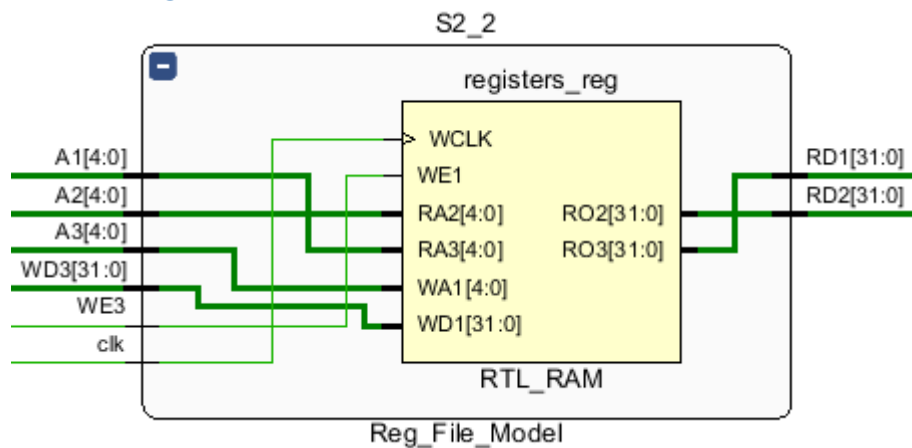 S2_2
registers_reg
A1[4:0]
A2[4:0]
A3[4:0]
WD3[31:0]
WE3
clk
WCLK
WE1
RA2[4:0] RO2[31:0]
RA3[4:0] RO3[31:0]
WA1[4:0]
WD1[31:0]
RD1[31:0]
RD2[31:0]
RTL_RAM
Reg_File_Model